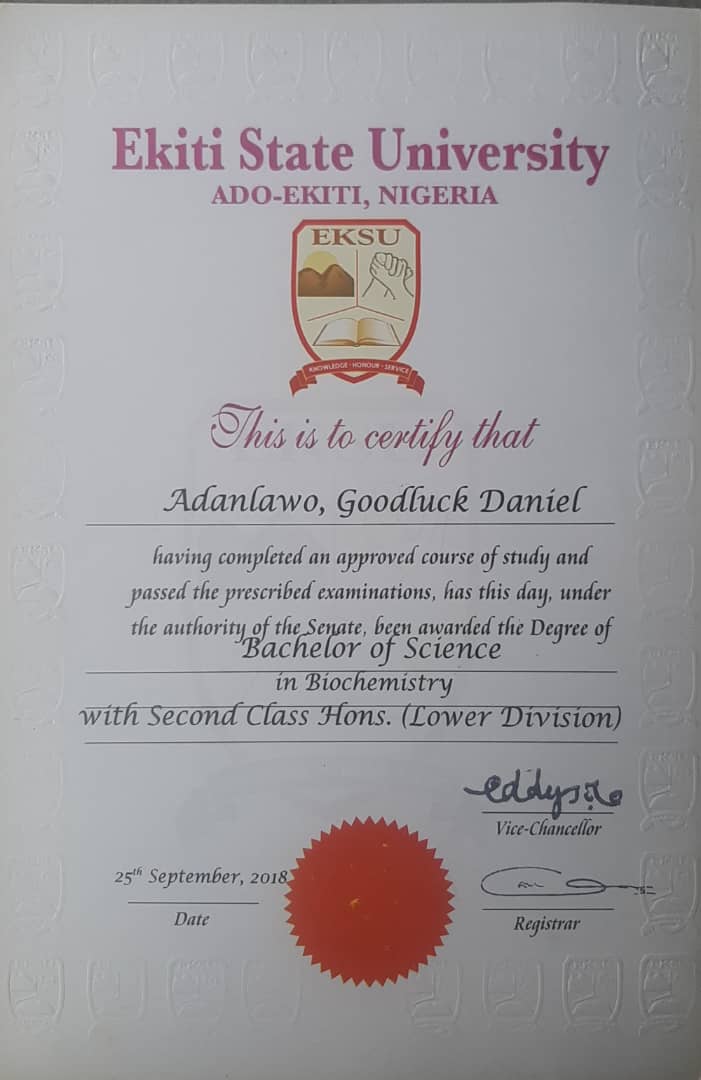 Ekiti State University
ADO-EKITI, NIGERIA
EKSU
KNOWLEDGE · HONOUR · SERVICE
This is to certify that
Adanlawo, Goodluck Daniel
having completed an approved course of study and
passed the prescribed examinations, has this day, under
the authority of the Senate, been awarded the Degree of
Bachelor of Science
in Biochemistry
with Second Class Hons. (Lower Division)
Vice-Chancellor
25th September, 2018
Date
Registrar